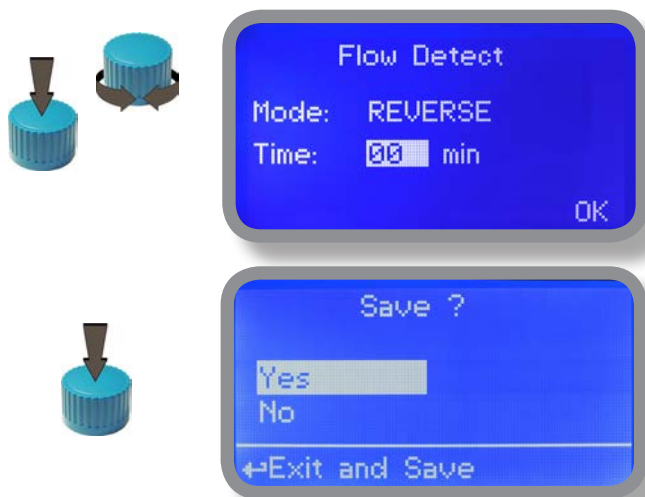 Flow Detect
Mode: REVERSE
Time: 00 min
OK
Save ?
Yes
No
↩Exit and Save